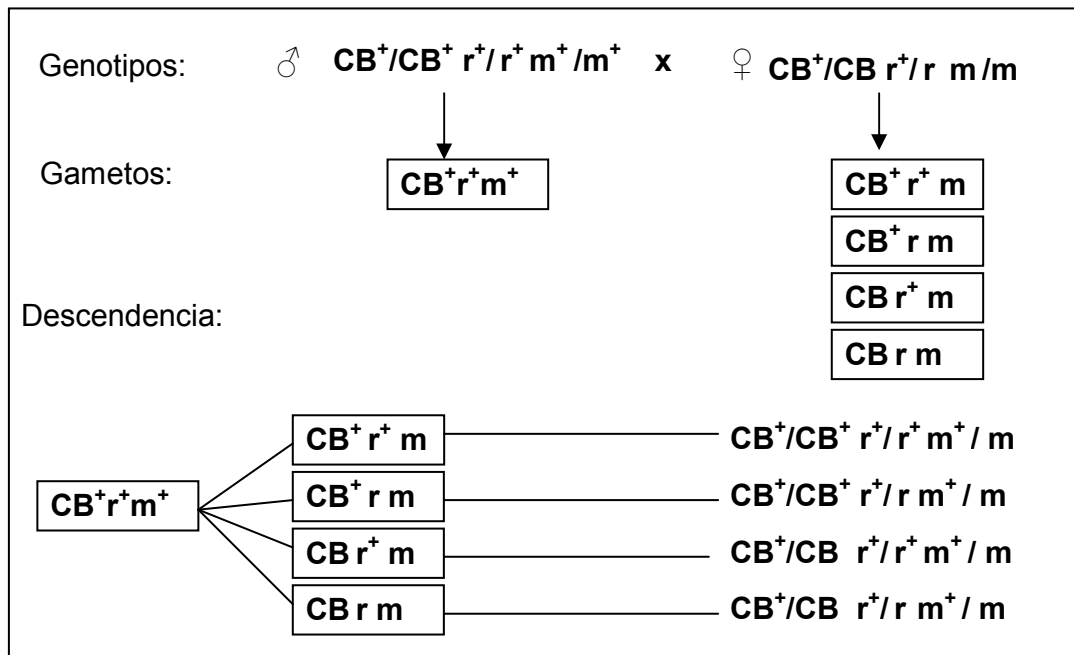 Genotipos: ♂ CB⁺/CB⁺ r⁺/ r⁺ m⁺ /m⁺ x ♀ CB⁺/CB r⁺/ r m /m
Gametos: CB⁺r⁺m⁺ CB⁺ r⁺ m
CB⁺ r m
CB r⁺ m
Descendencia:
CB r m
CB⁺ r⁺ m CB⁺/CB⁺ r⁺/ r⁺ m⁺ / m
CB⁺r⁺m⁺
CB⁺ r m CB⁺/CB⁺ r⁺/ r m⁺ / m
CB r⁺ m CB⁺/CB r⁺/ r⁺ m⁺ / m
CB r m CB⁺/CB r⁺/ r m⁺ / m